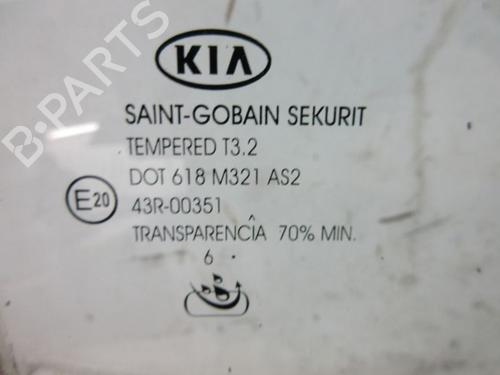 B-PARTS
KIA
SAINT-GOBAIN SEKURIT
TEMPERED T3.2
DOT 618 M321 AS2
E20 43R-00351
TRANSPARENCIA 70% MIN.
6